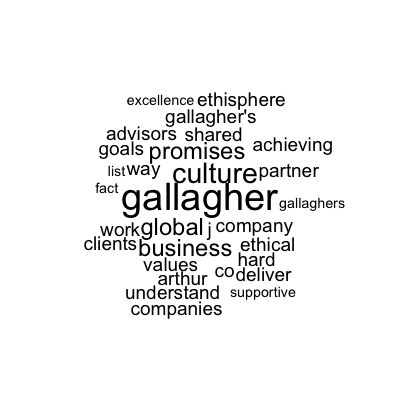 excellence ethisphere
gallagher's
advisors shared
goals promises achieving
list way culture partner
fact gallagher gallaghers
work global j company
clients business ethical
values hard
arthur co deliver
understand supportive
companies